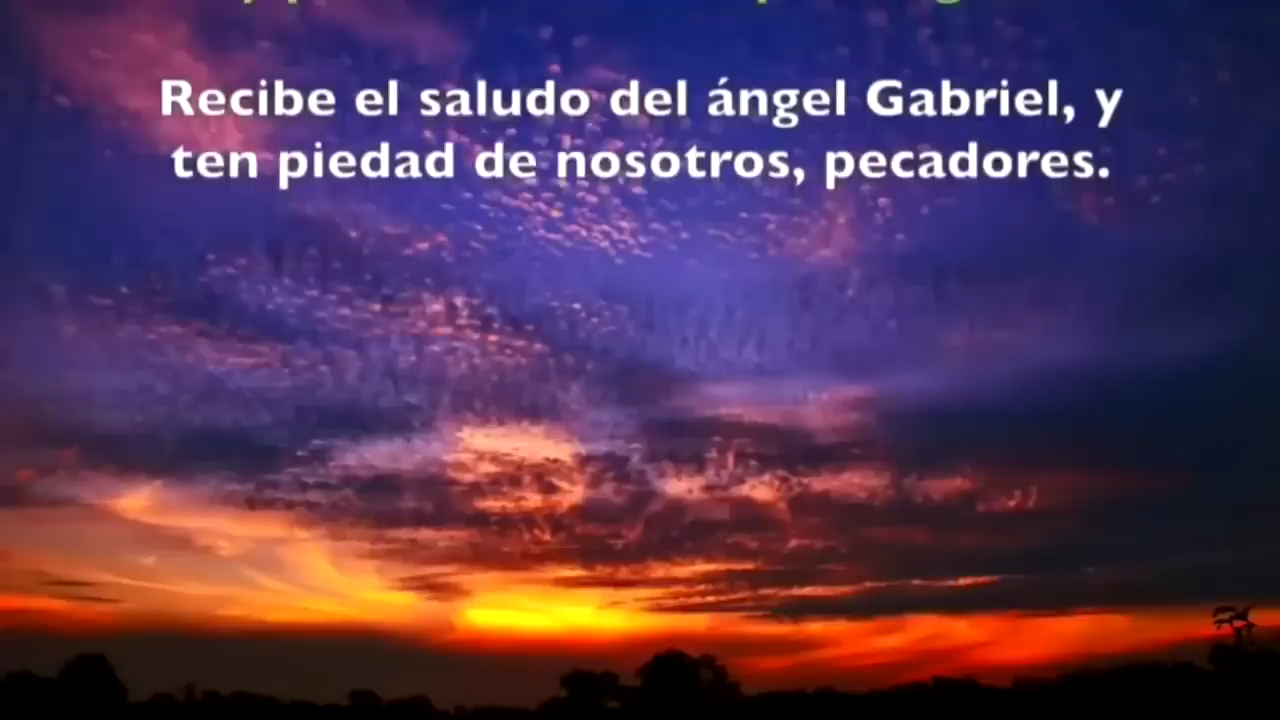 Recibe el saludo del ángel Gabriel, y
ten piedad de nosotros, pecadores.